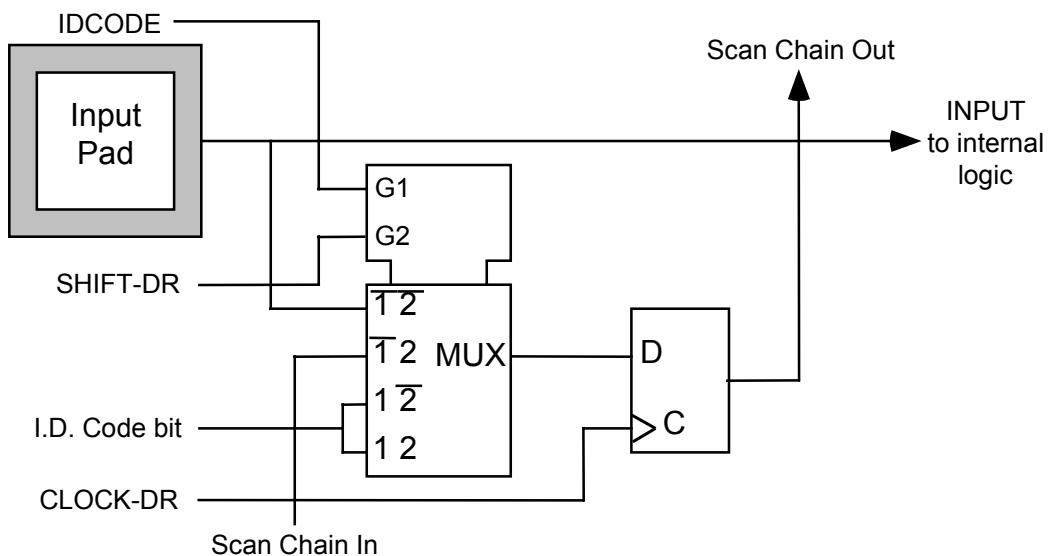 IDCODE
Input
Pad
Scan Chain Out
INPUT
to internal
logic
G1
G2
SHIFT-DR
1̅ 2̅
1̅ 2
MUX
1 2̅
1 2
D
C
I.D. Code bit
CLOCK-DR
Scan Chain In